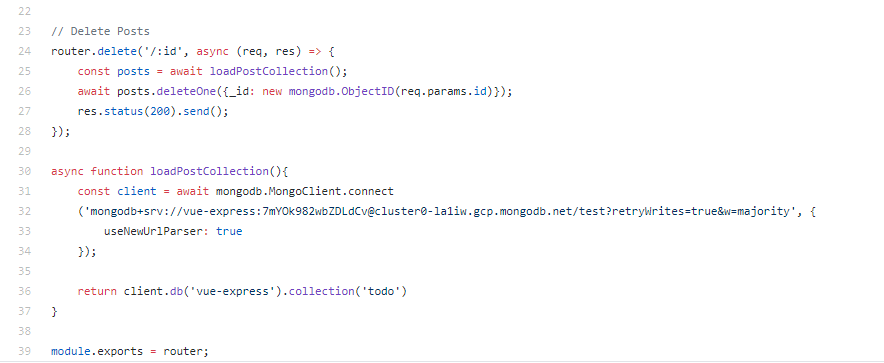 22
23 // Delete Posts
24 router.delete('/:id', async (req, res) => {
25 const posts = await loadPostCollection();
26 await posts.deleteOne({_id: new mongodb.ObjectID(req.params.id)});
27 res.status(200).send();
28 });
29
30 async function loadPostCollection(){
31 const client = await mongodb.MongoClient.connect
32 ('mongodb+srv://vue-express:7mYOk982wbZDLdCv@cluster0-la1iw.gcp.mongodb.net/test?retryWrites=true&w=majority', {
33 useNewUrlParser: true
34 });
35
36 return client.db('vue-express').collection('todo')
37 }
38
39 module.exports = router;